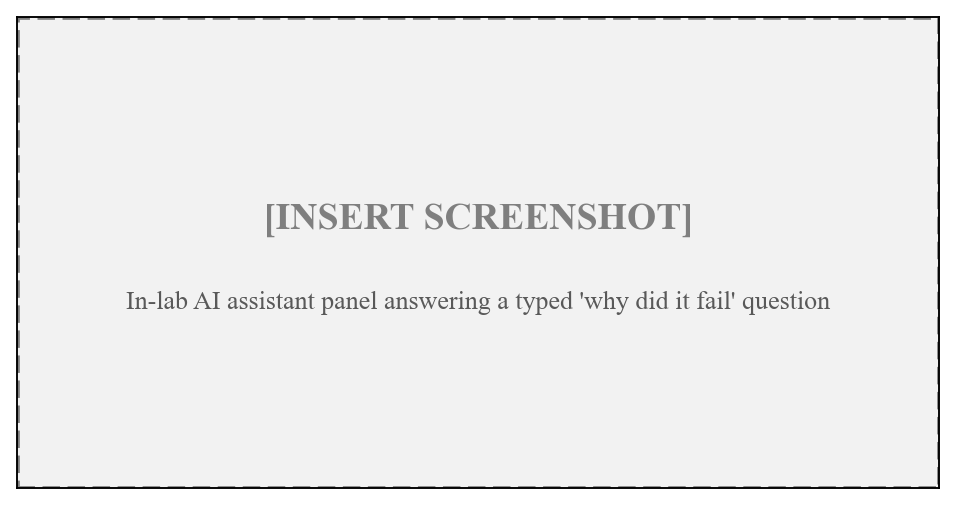 [INSERT SCREENSHOT]
In-lab AI assistant panel answering a typed 'why did it fail' question